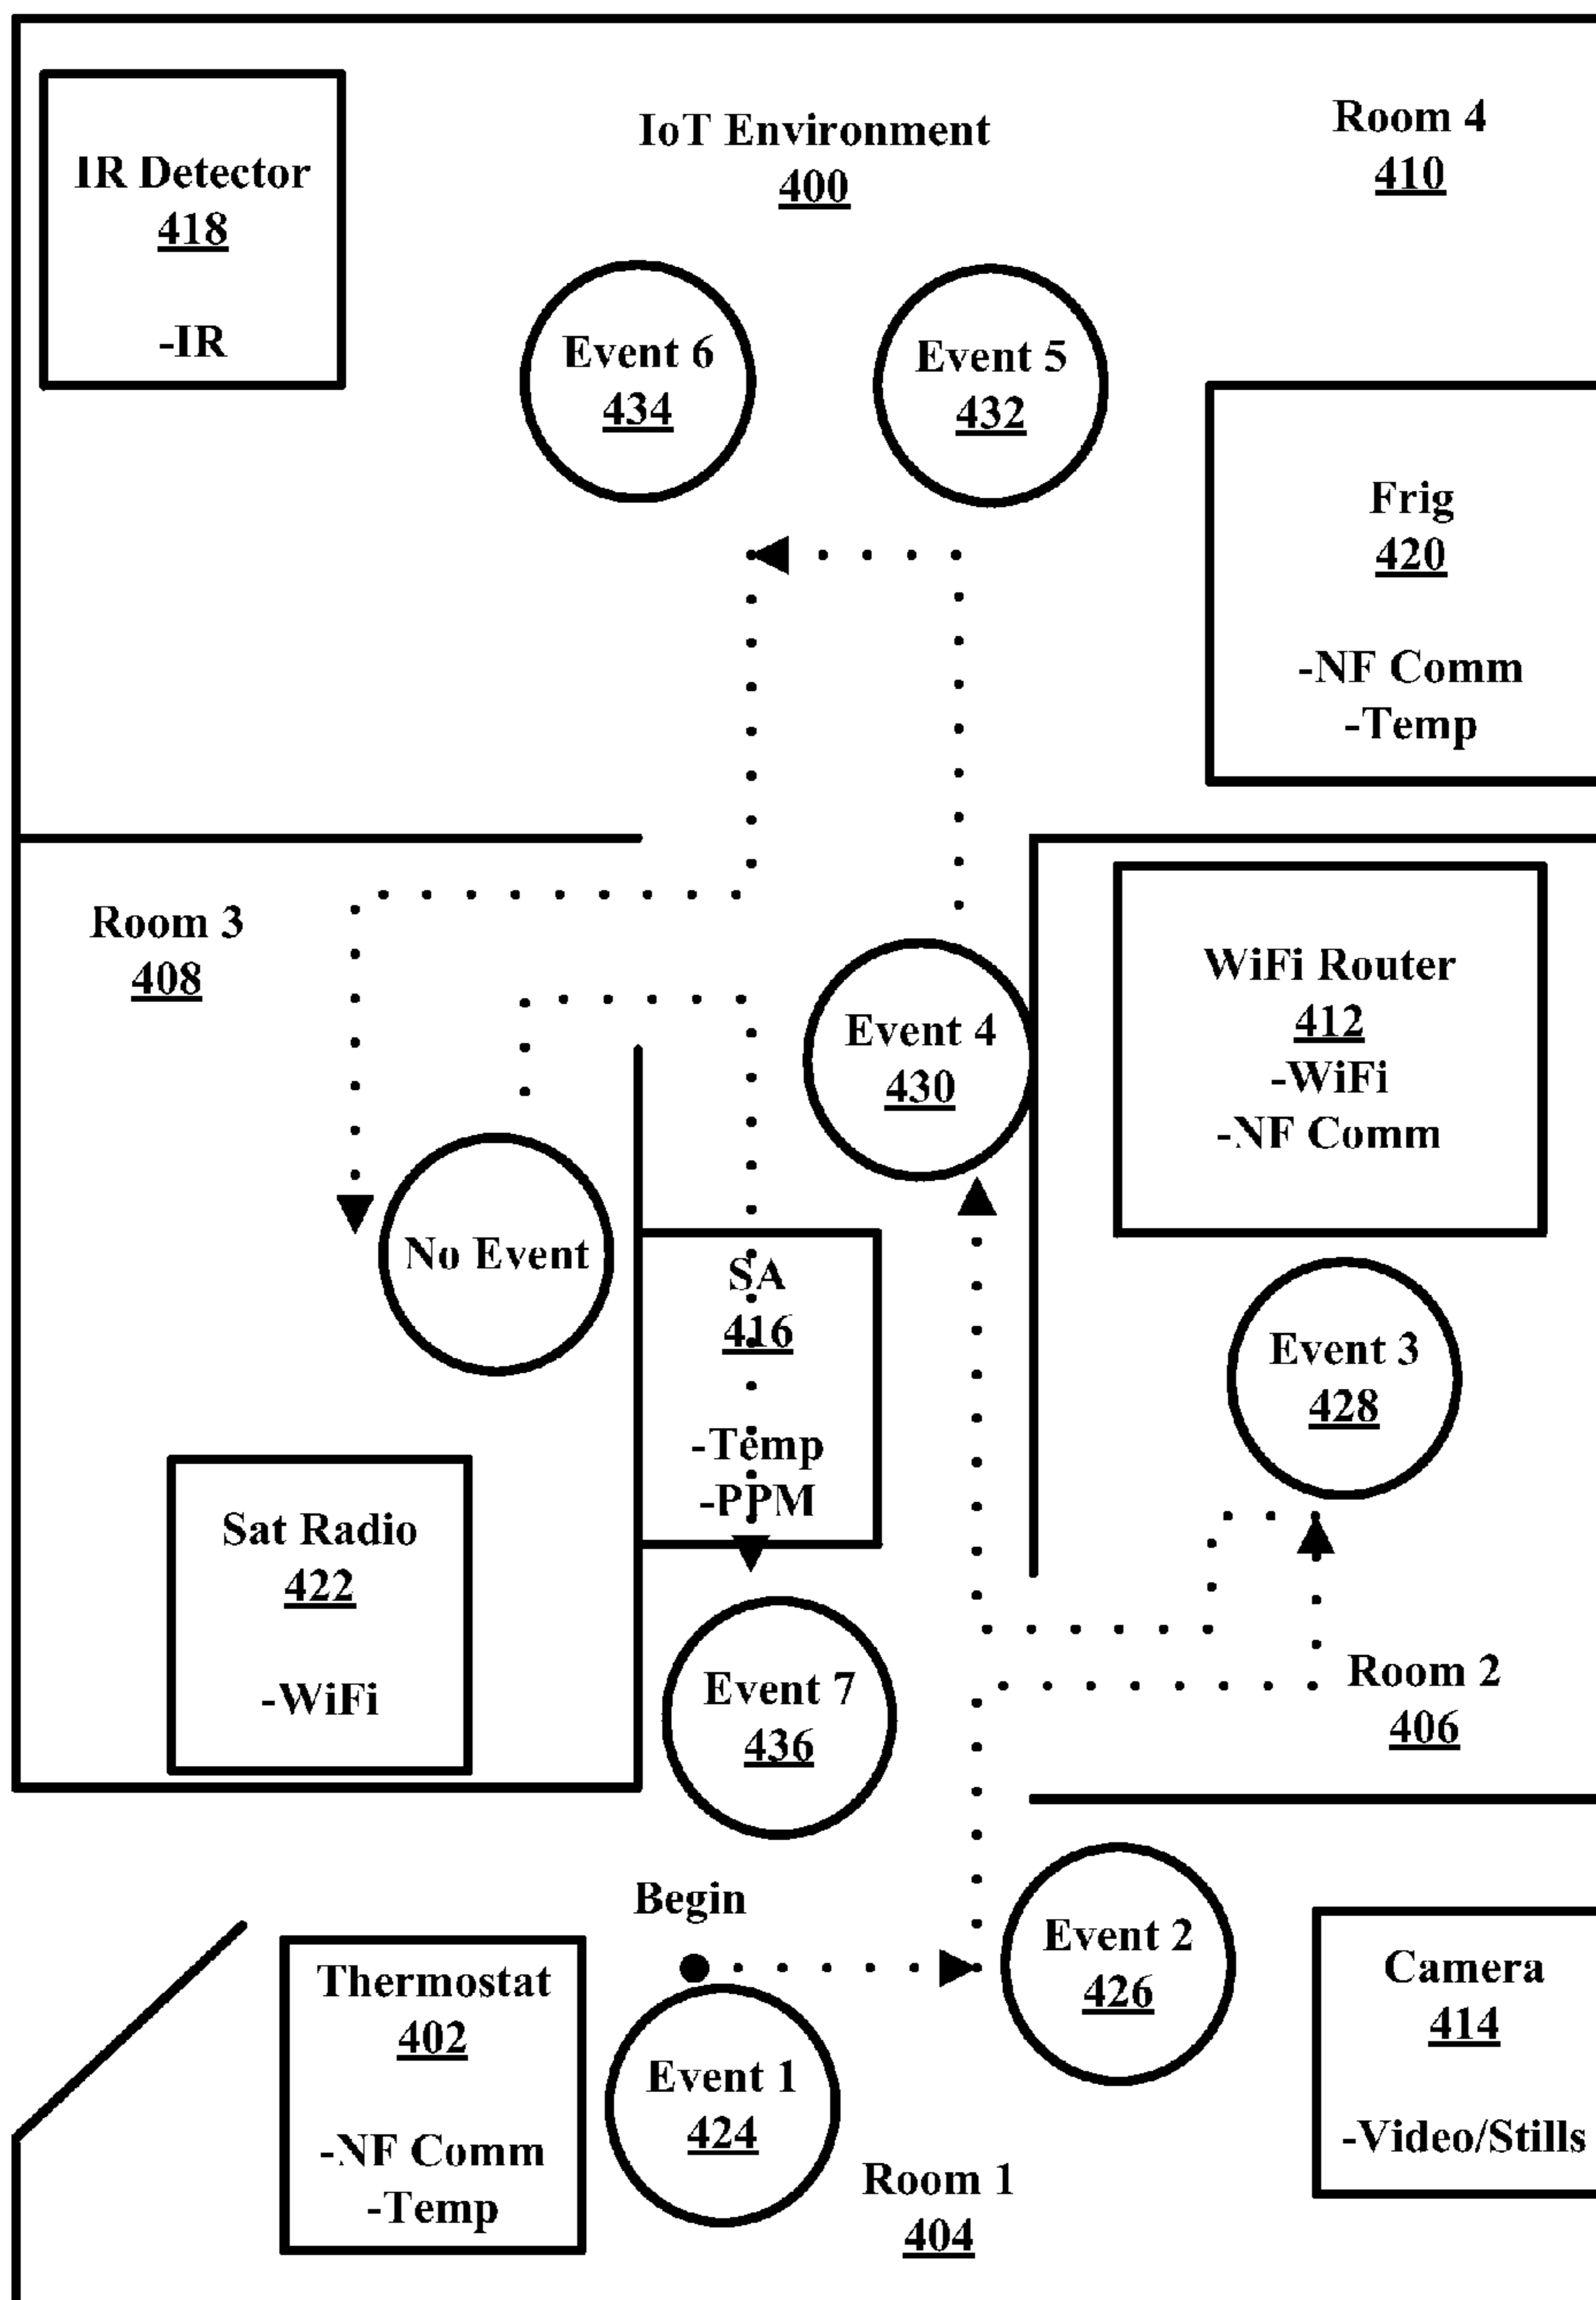 IoT Environment
400
Room 4
410
IR Detector
418
-IR
Event 6
434
Event 5
432
Frig
420
-NF Comm
-Temp
Room 3
408
WiFi Router
412
-WiFi
-NF Comm
Event 4
430
No Event
SA
416
-Temp
-PPM
Event 3
428
Sat Radio
422
-WiFi
Event 7
436
Room 2
406
Begin
Event 2
426
Camera
414
-Video/Stills
Thermostat
402
-NF Comm
-Temp
Event 1
424
Room 1
404